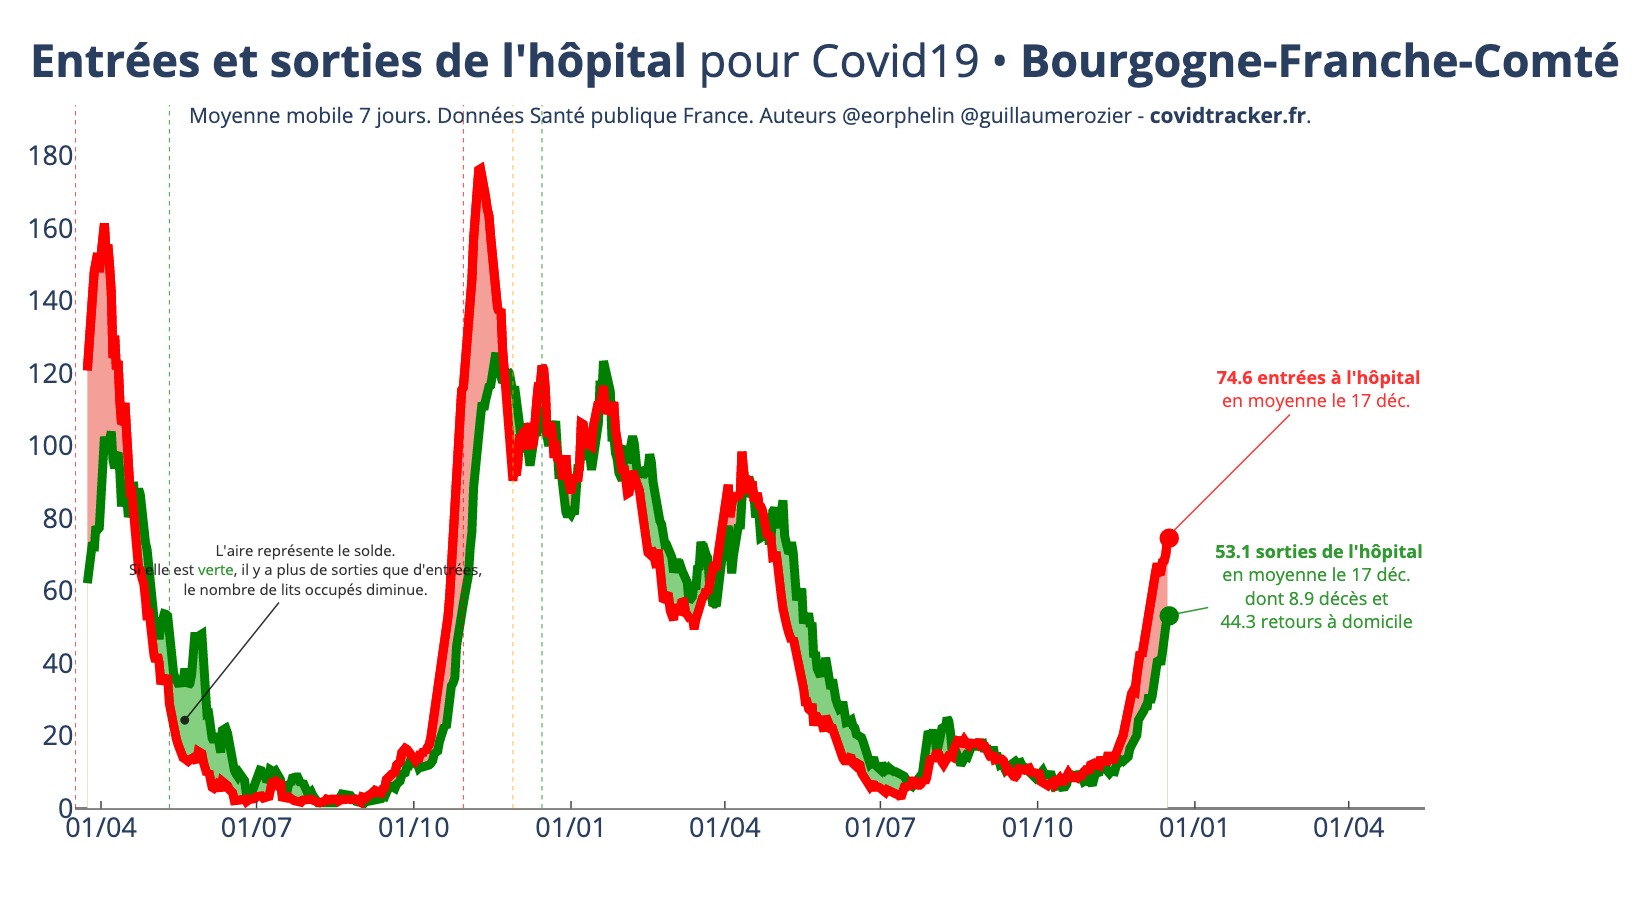 Entrées et sorties de l'hôpital pour Covid19 • Bourgogne-Franche-Comté
Moyenne mobile 7 jours. Données Santé publique France. Auteurs @eorphelin @guillaumerozier - covidtracker.fr.
180
160
140
120
100
80
60
40
20
0
74.6 entrées à l'hôpital
en moyenne le 17 déc.
53.1 sorties de l'hôpital
en moyenne le 17 déc.
dont 8.9 décès et
44.3 retours à domicile
L'aire représente le solde.
Si elle est verte, il y a plus de sorties que d'entrées,
le nombre de lits occupés diminue.
01/04 01/07 01/10 01/01 01/04 01/07 01/10 01/01 01/04